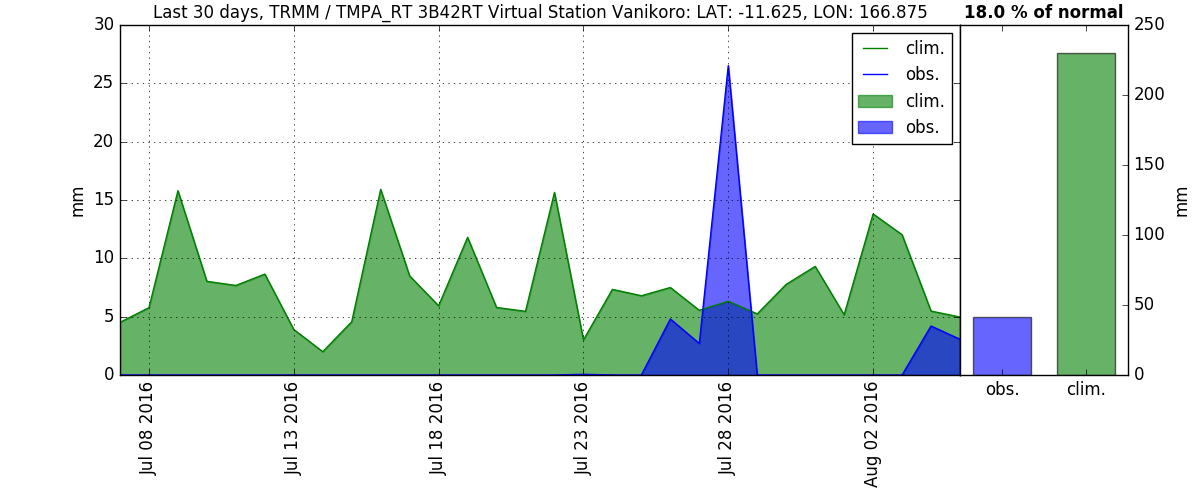 Last 30 days, TRMM / TMPA_RT 3B42RT Virtual Station Vanikoro: LAT: -11.625, LON: 166.875
18.0 % of normal
30
25
20
15
10
5
0
mm
clim.
obs.
clim.
obs.
Jul 08 2016
Jul 13 2016
Jul 18 2016
Jul 23 2016
Jul 28 2016
Aug 02 2016
250
200
150
100
50
0
mm
obs.
clim.